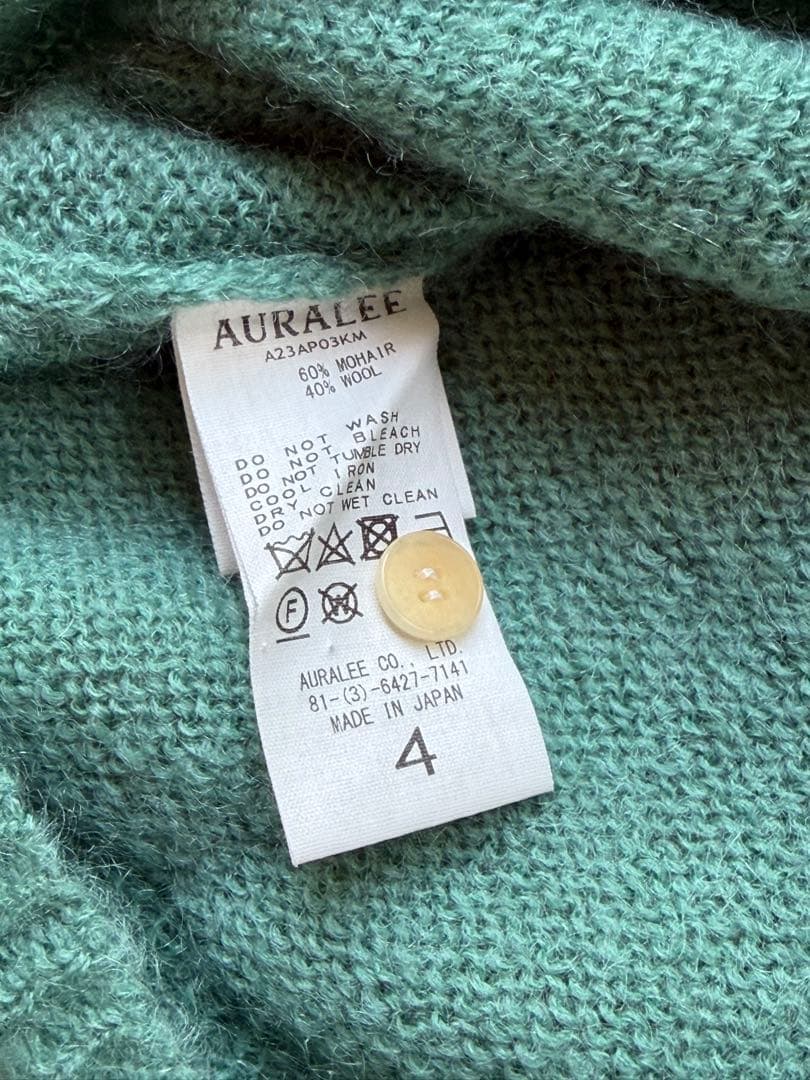 AURALEE
A23AP03KM
60% MOHAIR
40% WOOL
DO NOT WASH
DO NOT BLEACH
DO NOT TUMBLE DRY
COOL IRON
DRY CLEAN
DO NOT WET CLEAN
F
W
AURALEE CO., LTD.
81-(3)-6427-7141
MADE IN JAPAN
4